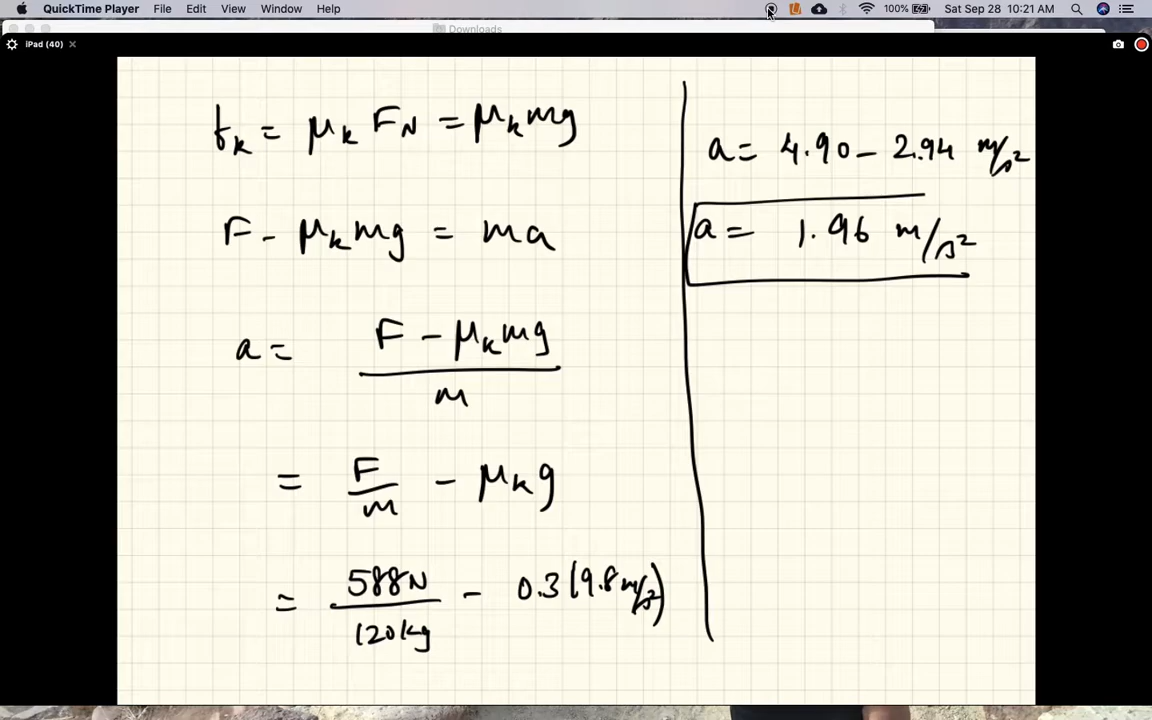 QuickTime Player File Edit View Window Help 100% Sat Sep 28 10:21 AM
Downloads
iPad (40)
fk = μk FN = μk mg
F - μk mg = ma
a = F - μk mg / m
= F/m - μk g
= 588N / 120kg - 0.3 (9.8 m/s²)
a = 4.90 - 2.94 m/s²
a = 1.96 m/s²